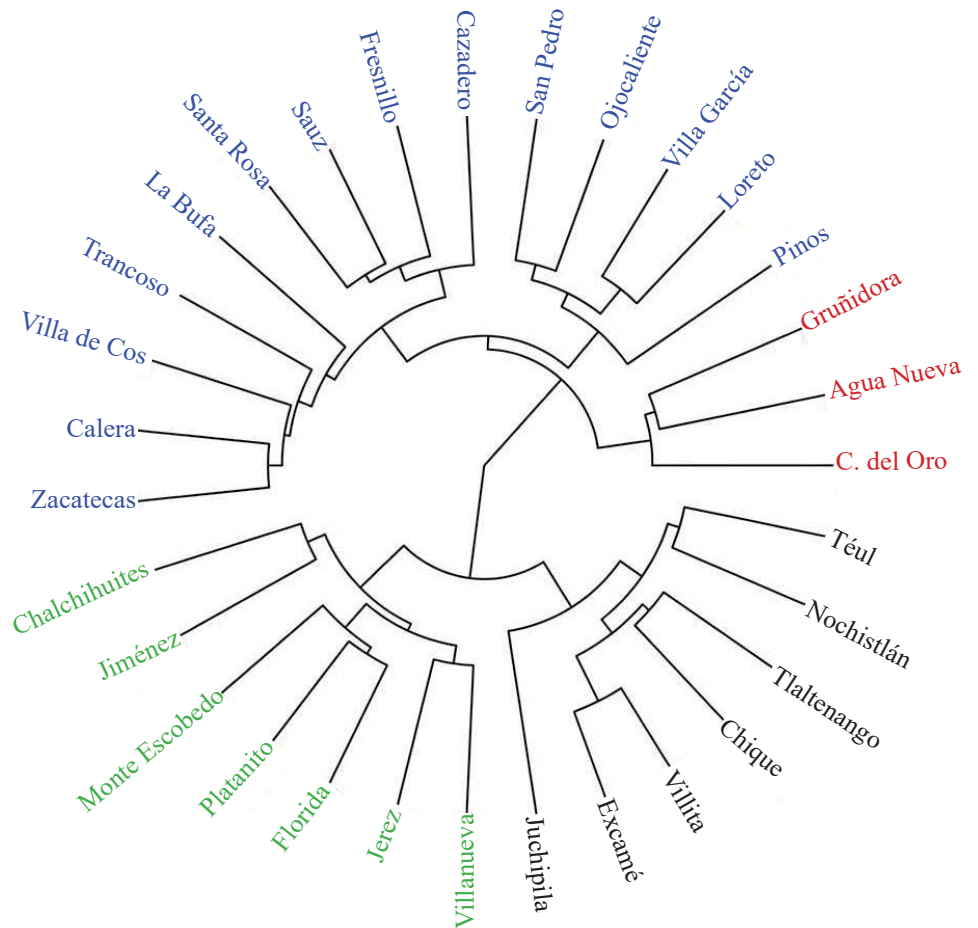 Cazadero
San Pedro
Ojocaliente
Villa García
Loreto
Pinos
Gruñidora
Agua Nueva
C. del Oro
Téul
Nochistlán
Tlaltenango
Chique
Villita
Excamé
Juchipila
Villanueva
Jerez
Florida
Platanito
Monte Escobedo
Jiménez
Chalchihuites
Zacatecas
Calera
Villa de Cos
Trancoso
La Bufa
Santa Rosa
Sauz
Fresnillo